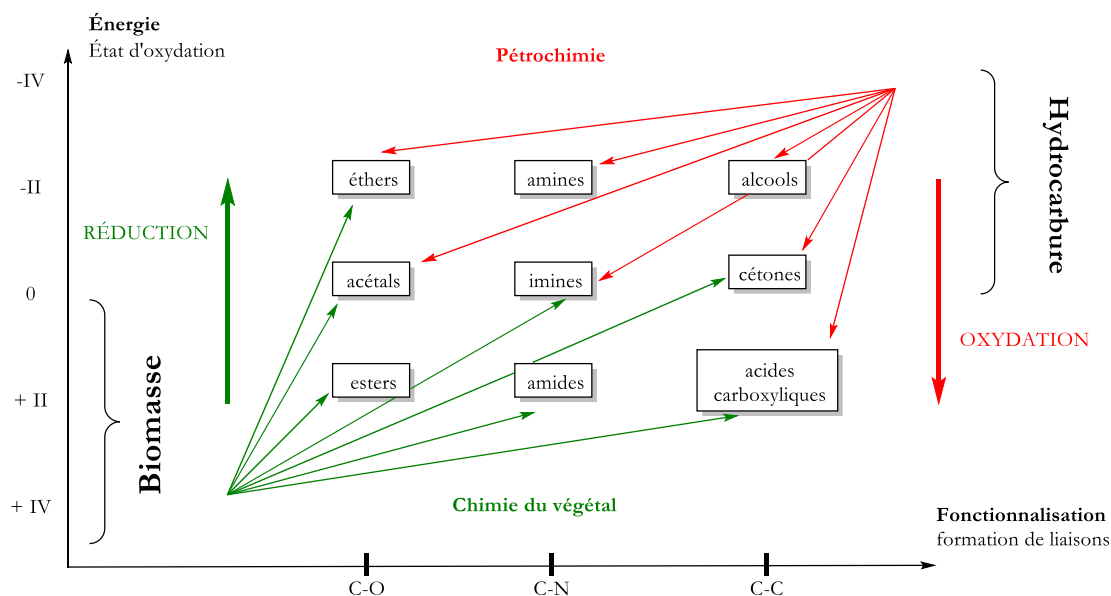 Énergie
État d'oxydation
Pétrochimie
-IV
Hydrocarbure
éthers
amines
alcools
-II
RÉDUCTION
acétals
imines
cétones
0
OXYDATION
Biomasse
esters
amides
acides
carboxyliques
+ II
Chimie du végétal
+ IV
Fonctionnalisation
formation de liaisons
C-O
C-N
C-C